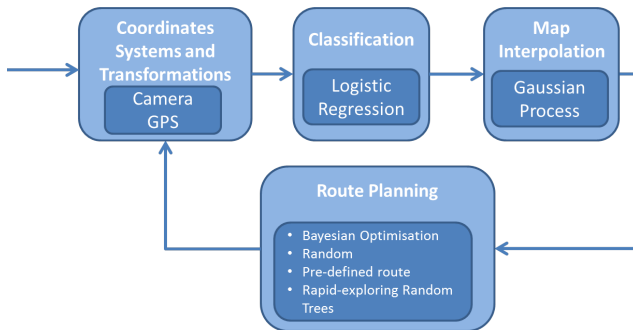 Coordinates
Systems and
Transformations
Camera
GPS
Classification
Logistic
Regression
Map
Interpolation
Gaussian
Process
Route Planning
• Bayesian Optimisation
• Random
• Pre-defined route
• Rapid-exploring Random
Trees